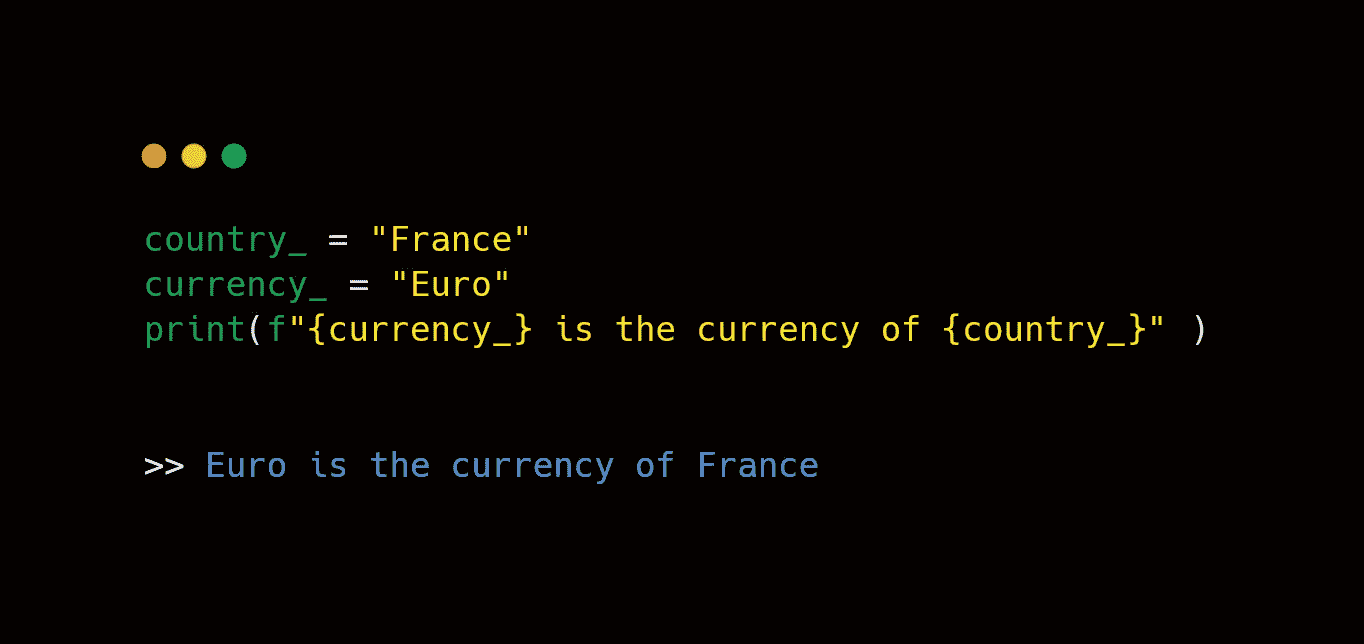 country_ = "France"
currency_ = "Euro"
print(f"{currency_} is the currency of {country_}" )
>> Euro is the currency of France